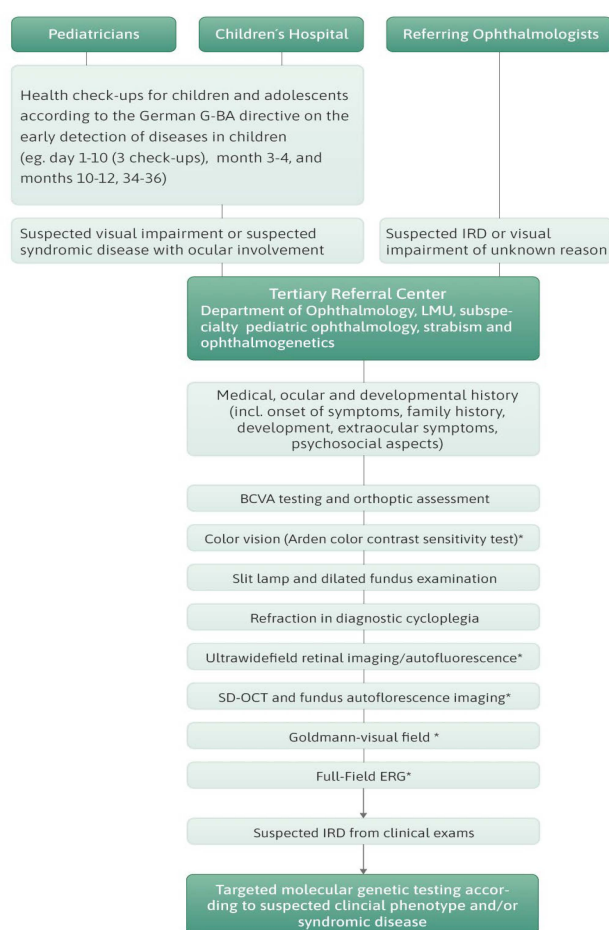 Pediatricians
Children's Hospital
Referring Ophthalmologists
Health check-ups for children and adolescents
according to the German G-BA directive on the
early detection of diseases in children
(eg. day 1-10 (3 check-ups), month 3-4, and
months 10-12, 34-36)
Suspected visual impairment or suspected
syndromic disease with ocular involvement
Suspected IRD or visual
impairment of unknown reason
Tertiary Referral Center
Department of Ophthalmology, LMU, subspe-
cialty pediatric ophthalmology, strabism and
ophthalmogenetics
Medical, ocular and developmental history
(incl. onset of symptoms, family history,
development, extraocular symptoms,
psychosocial aspects)
BCVA testing and orthoptic assessment
Color vision (Arden color contrast sensitivity test)*
Slit lamp and dilated fundus examination
Refraction in diagnostic cycloplegia
Ultrawidefield retinal imaging/autofluorescence*
SD-OCT and fundus autoflorescence imaging*
Goldmann-visual field *
Full-Field ERG*
Suspected IRD from clinical exams
Targeted molecular genetic testing accor-
ding to suspected clincial phenotype and/or
syndromic disease